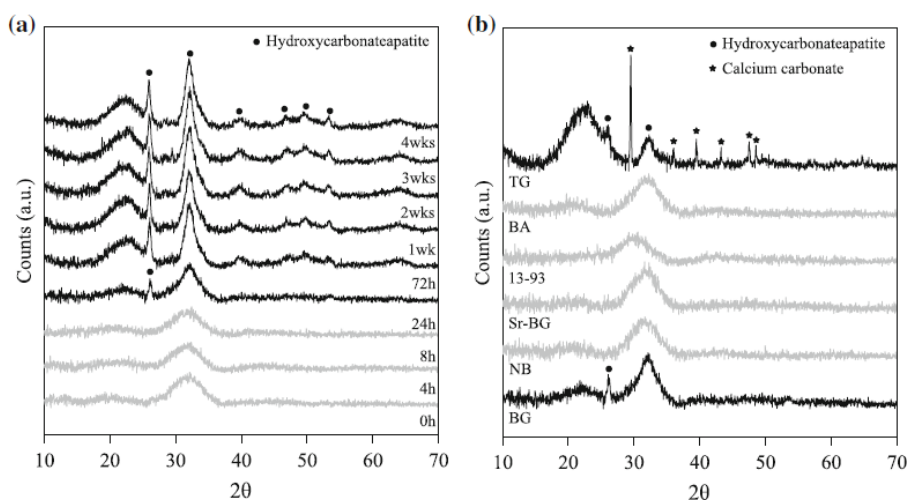 (a)
● Hydroxycarbonateapatite
4wks
3wks
2wks
1wk
72h
24h
8h
4h
0h
Counts (a.u.)
10 20 30 40 50 60 70
2θ
(b)
● Hydroxycarbonateapatite
★ Calcium carbonate
TG
BA
13-93
Sr-BG
NB
BG
Counts (a.u.)
10 20 30 40 50 60 70
2θ